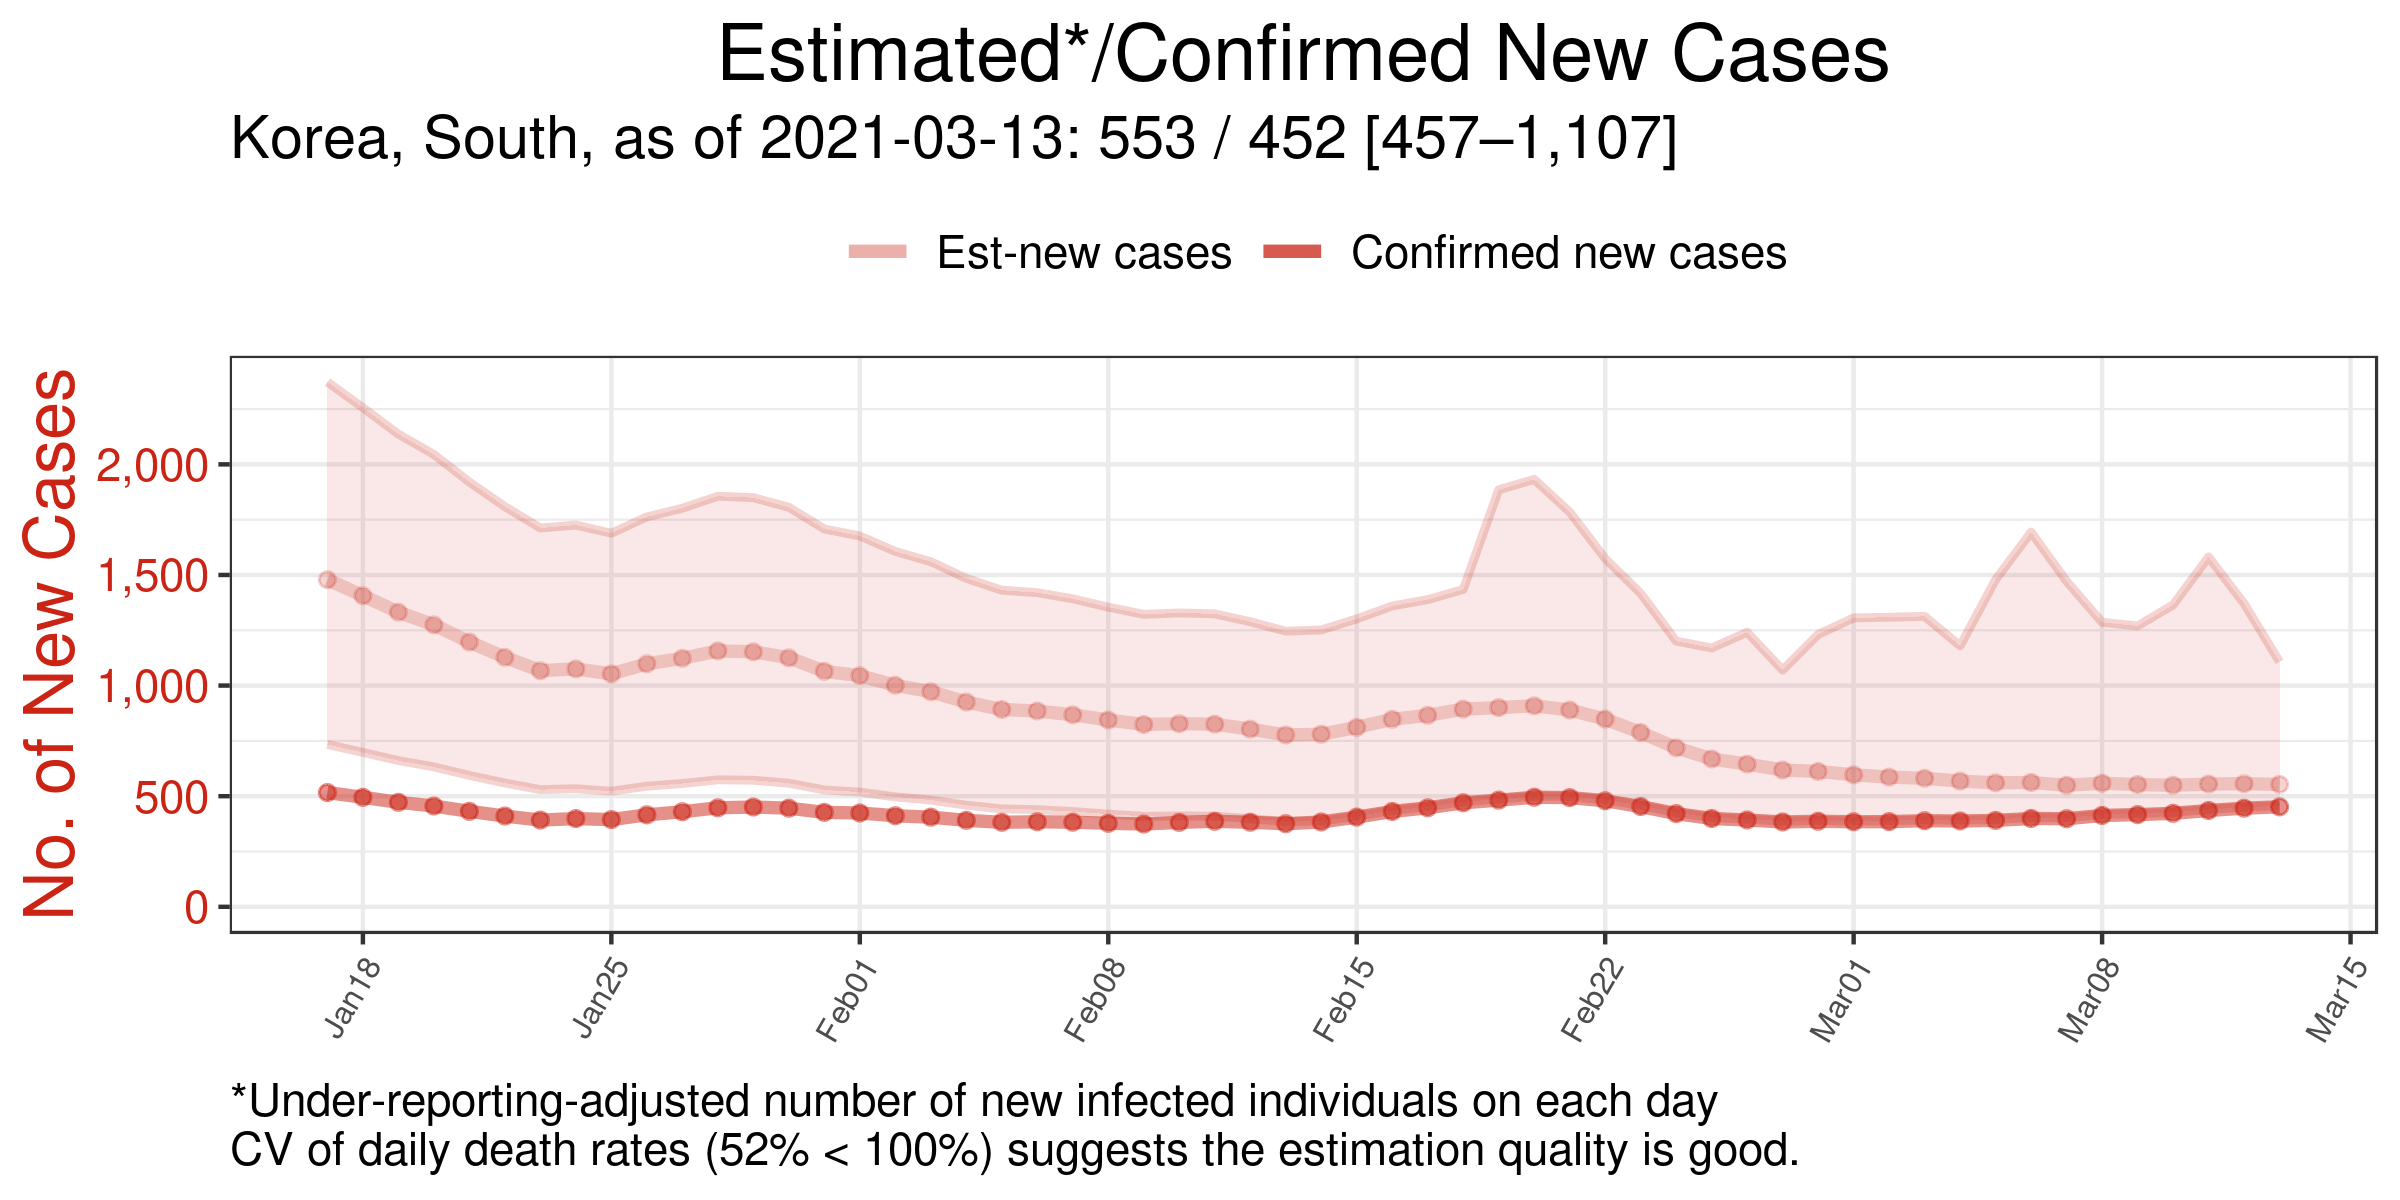 Estimated*/Confirmed New Cases
Korea, South, as of 2021-03-13: 553 / 452 [457–1,107]
Est-new cases
Confirmed new cases
No. of New Cases
2,000
1,500
1,000
500
0
Jan18
Jan25
Feb01
Feb08
Feb15
Feb22
Mar01
Mar08
Mar15
*Under-reporting-adjusted number of new infected individuals on each day
CV of daily death rates (52% < 100%) suggests the estimation quality is good.